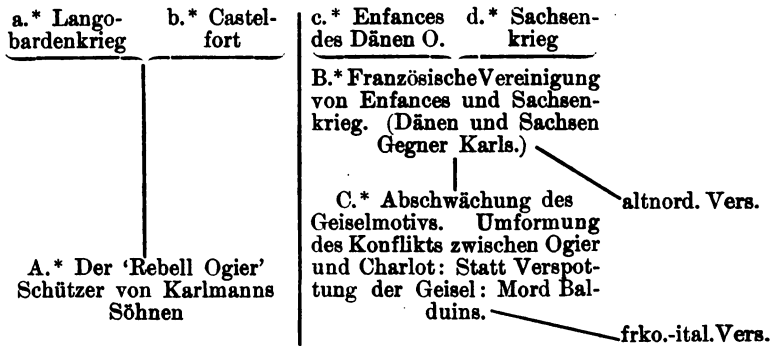 a.* Lango-
bardenkrieg
b.* Castel-
fort
A.* Der ‘Rebell Ogier’
Schützer von Karlmanns
Söhnen
c.* Enfances
des Dänen O.
d.* Sachsen-
krieg
B.* Französische Vereinigung
von Enfances und Sachsen-
krieg. (Dänen und Sachsen
Gegner Karls.)
altnord. Vers.
C.* Abschwächung des
Geiselmotivs. Umformung
des Konflikts zwischen Ogier
und Charlot: Statt Verspot-
tung der Geisel: Mord Bal-
duins.
frko.-ital. Vers.